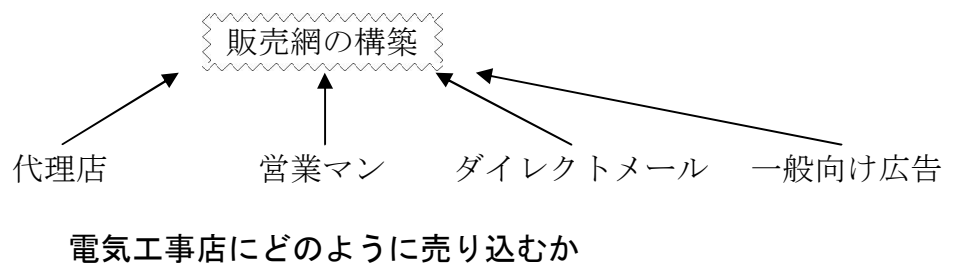 販売網の構築
代理店 営業マン ダイレクトメール 一般向け広告
電気工事店にどのように売り込むか